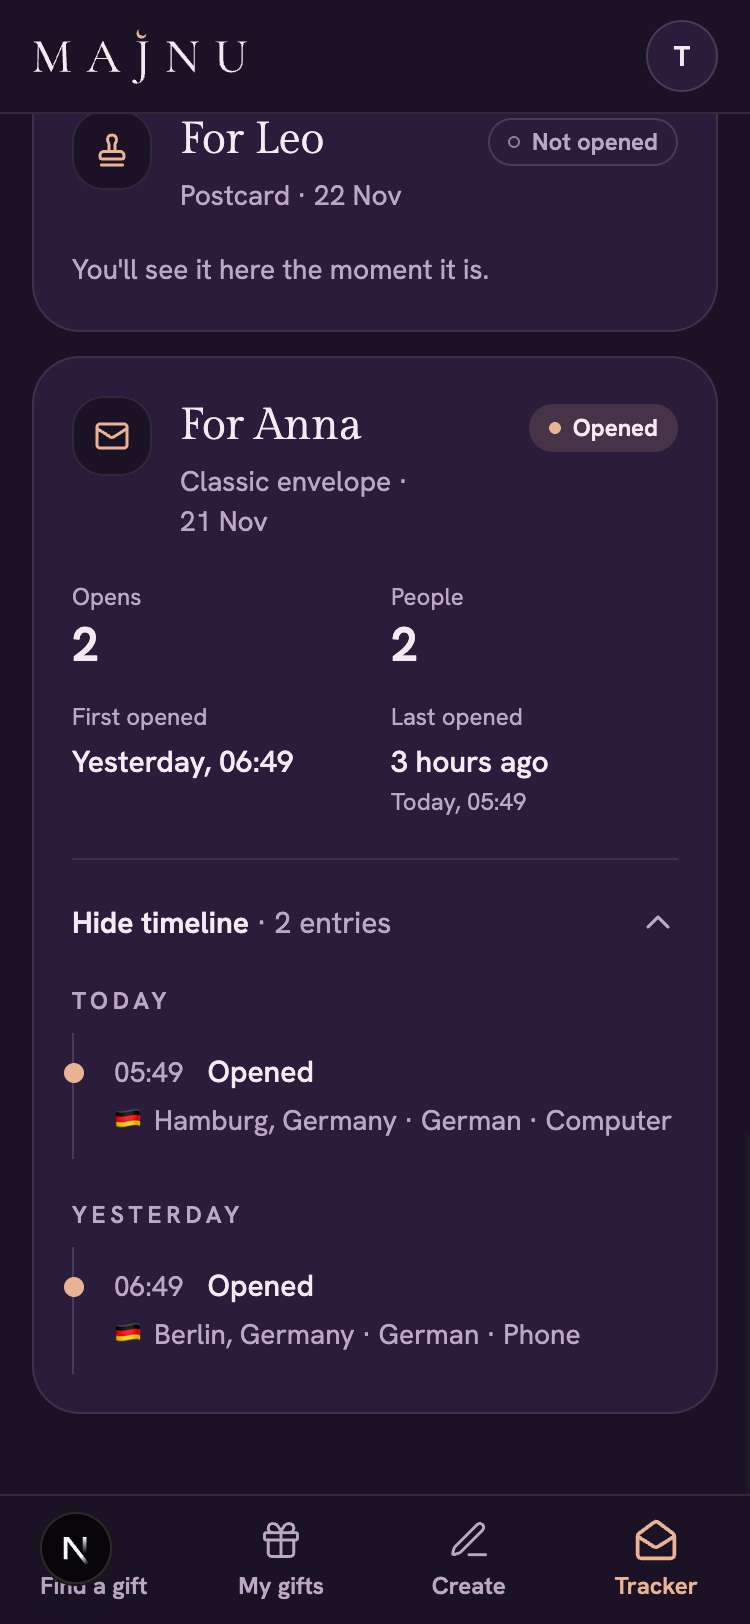 MAJNU
T
For Leo
Not opened
Postcard · 22 Nov
You'll see it here the moment it is.
For Anna
Opened
Classic envelope ·
21 Nov
Opens
People
2
2
First opened
Last opened
Yesterday, 06:49
3 hours ago
Today, 05:49
Hide timeline · 2 entries
TODAY
05:49 Opened
Hamburg, Germany · German · Computer
YESTERDAY
06:49 Opened
Berlin, Germany · German · Phone
N
Find a gift
My gifts
Create
Tracker